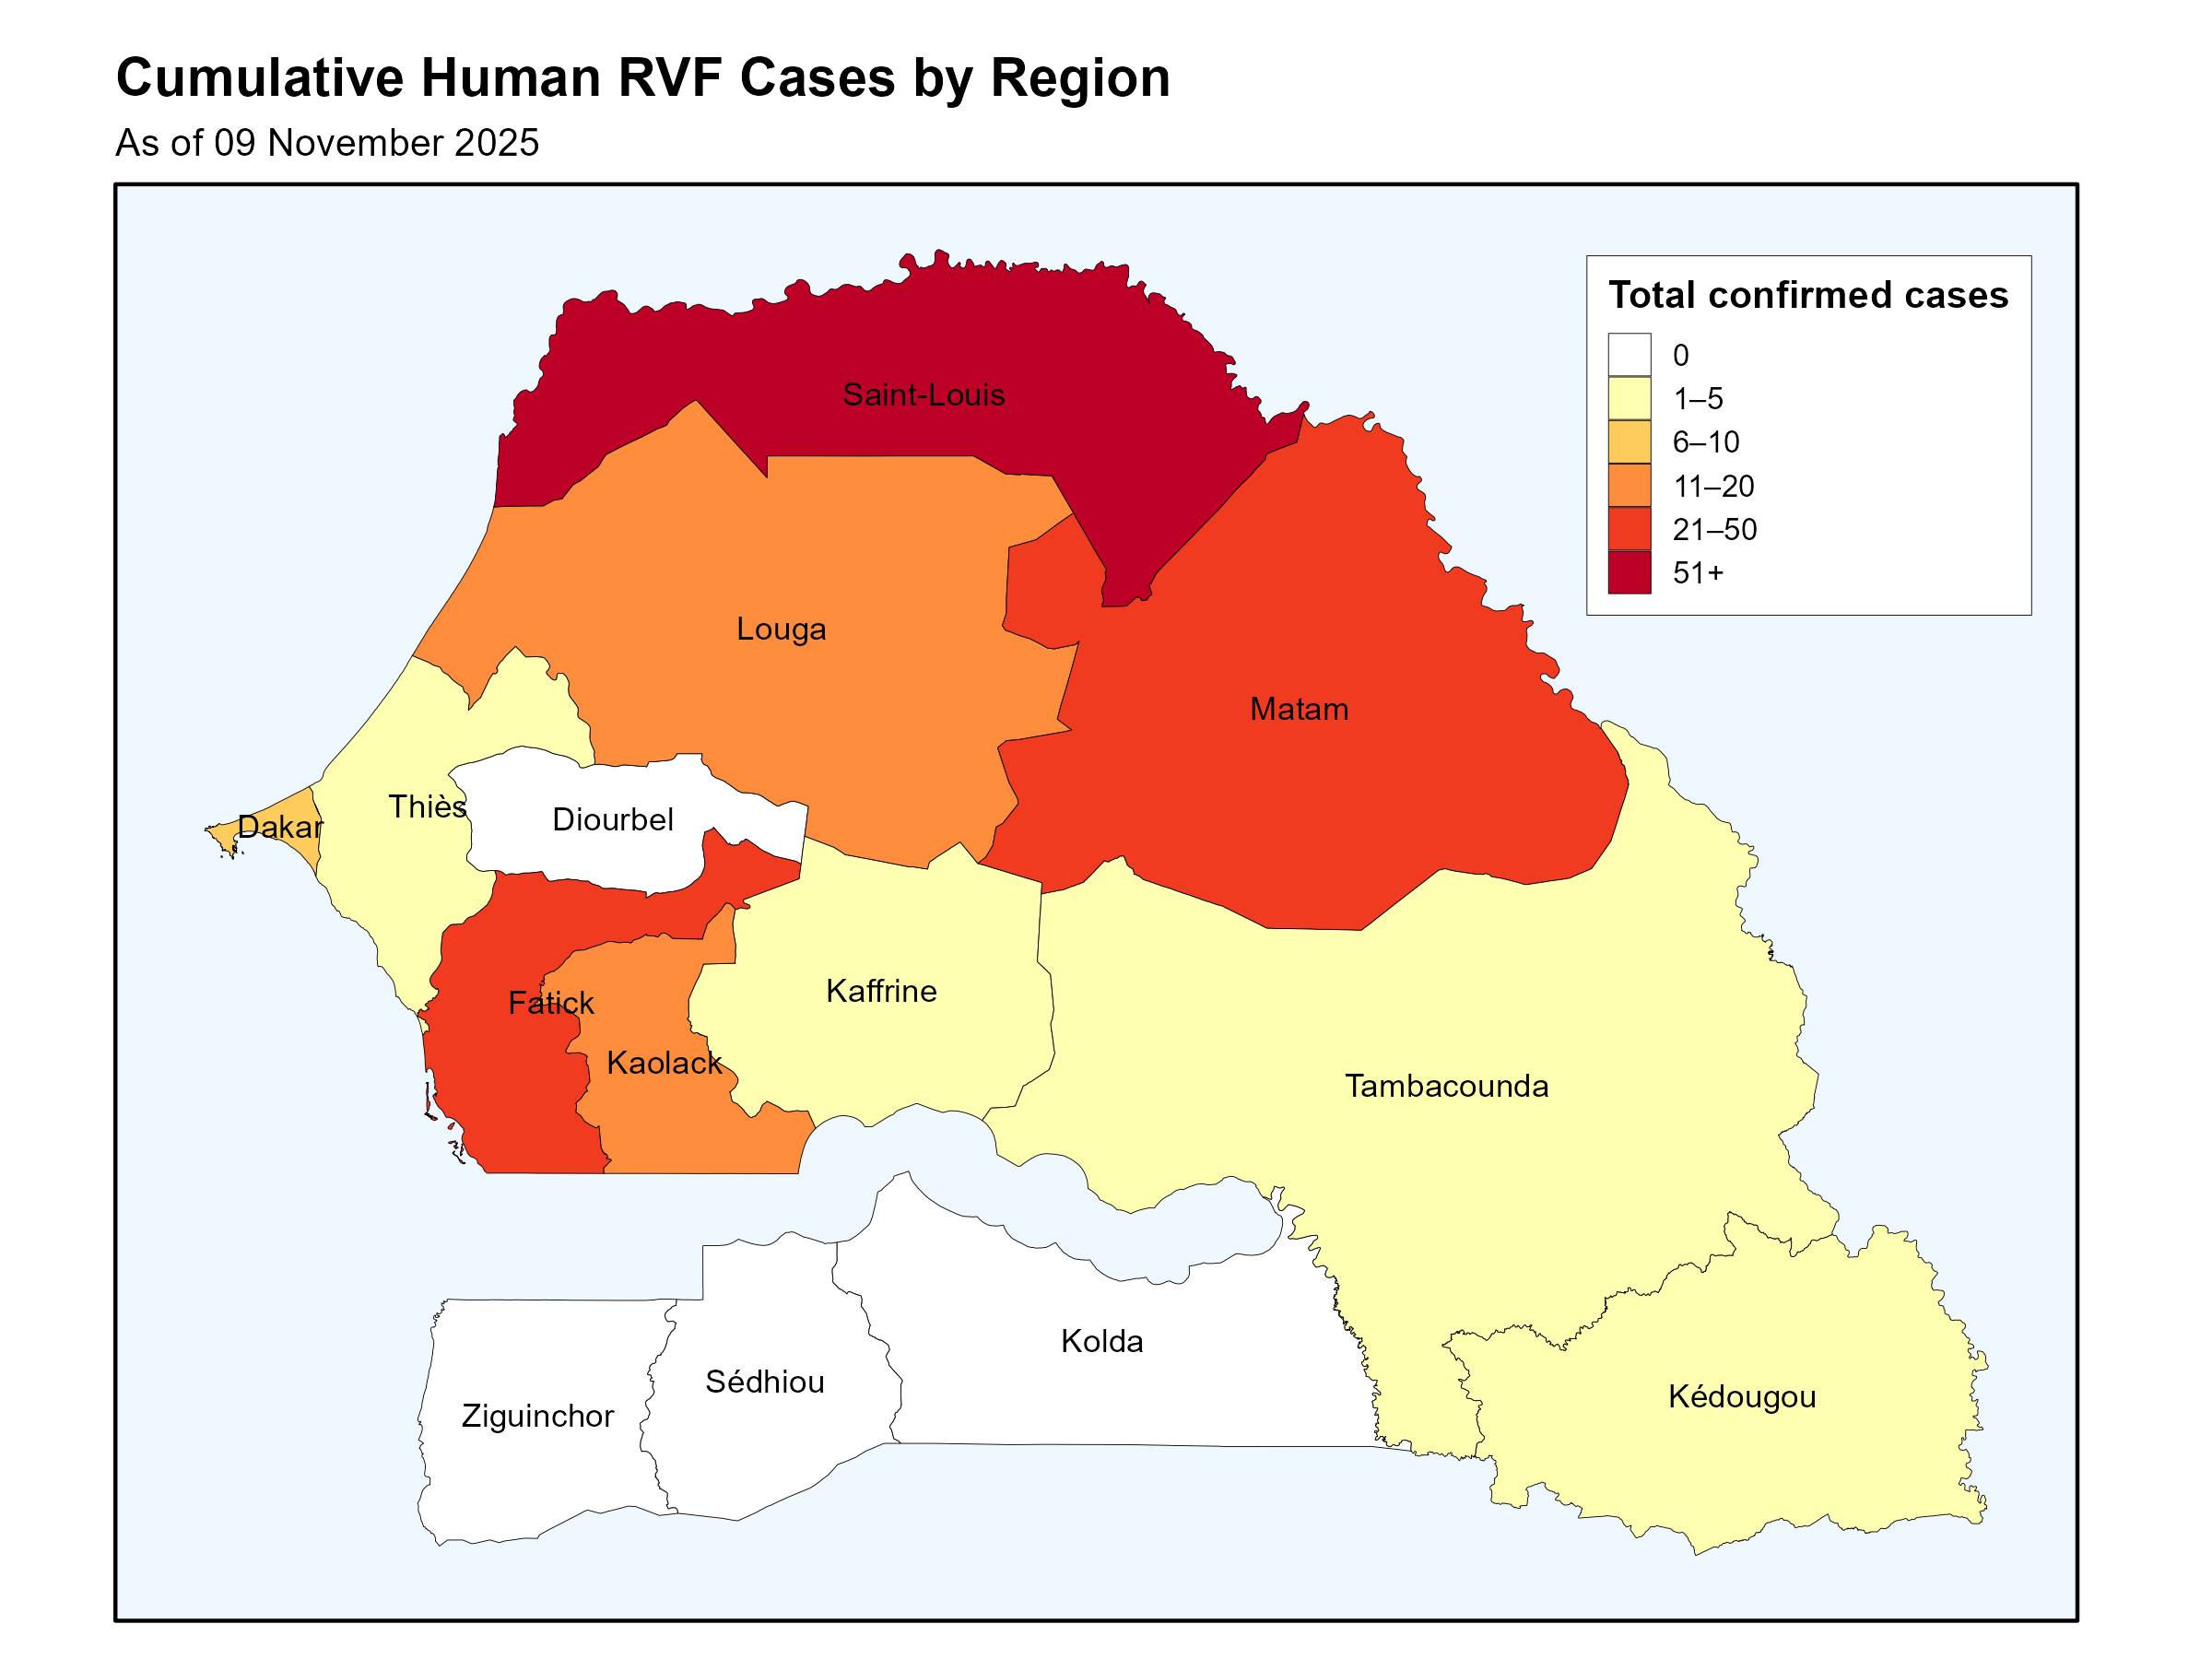 Cumulative Human RVF Cases by Region
As of 09 November 2025
Total confirmed cases
0
1–5
6–10
11–20
21–50
51+
Saint-Louis
Louga
Matam
Thiès
Diourbel
Dakar
Kaffrine
Fatick
Kaolack
Tambacounda
Kolda
Sédhiou
Kédougou
Ziguinchor